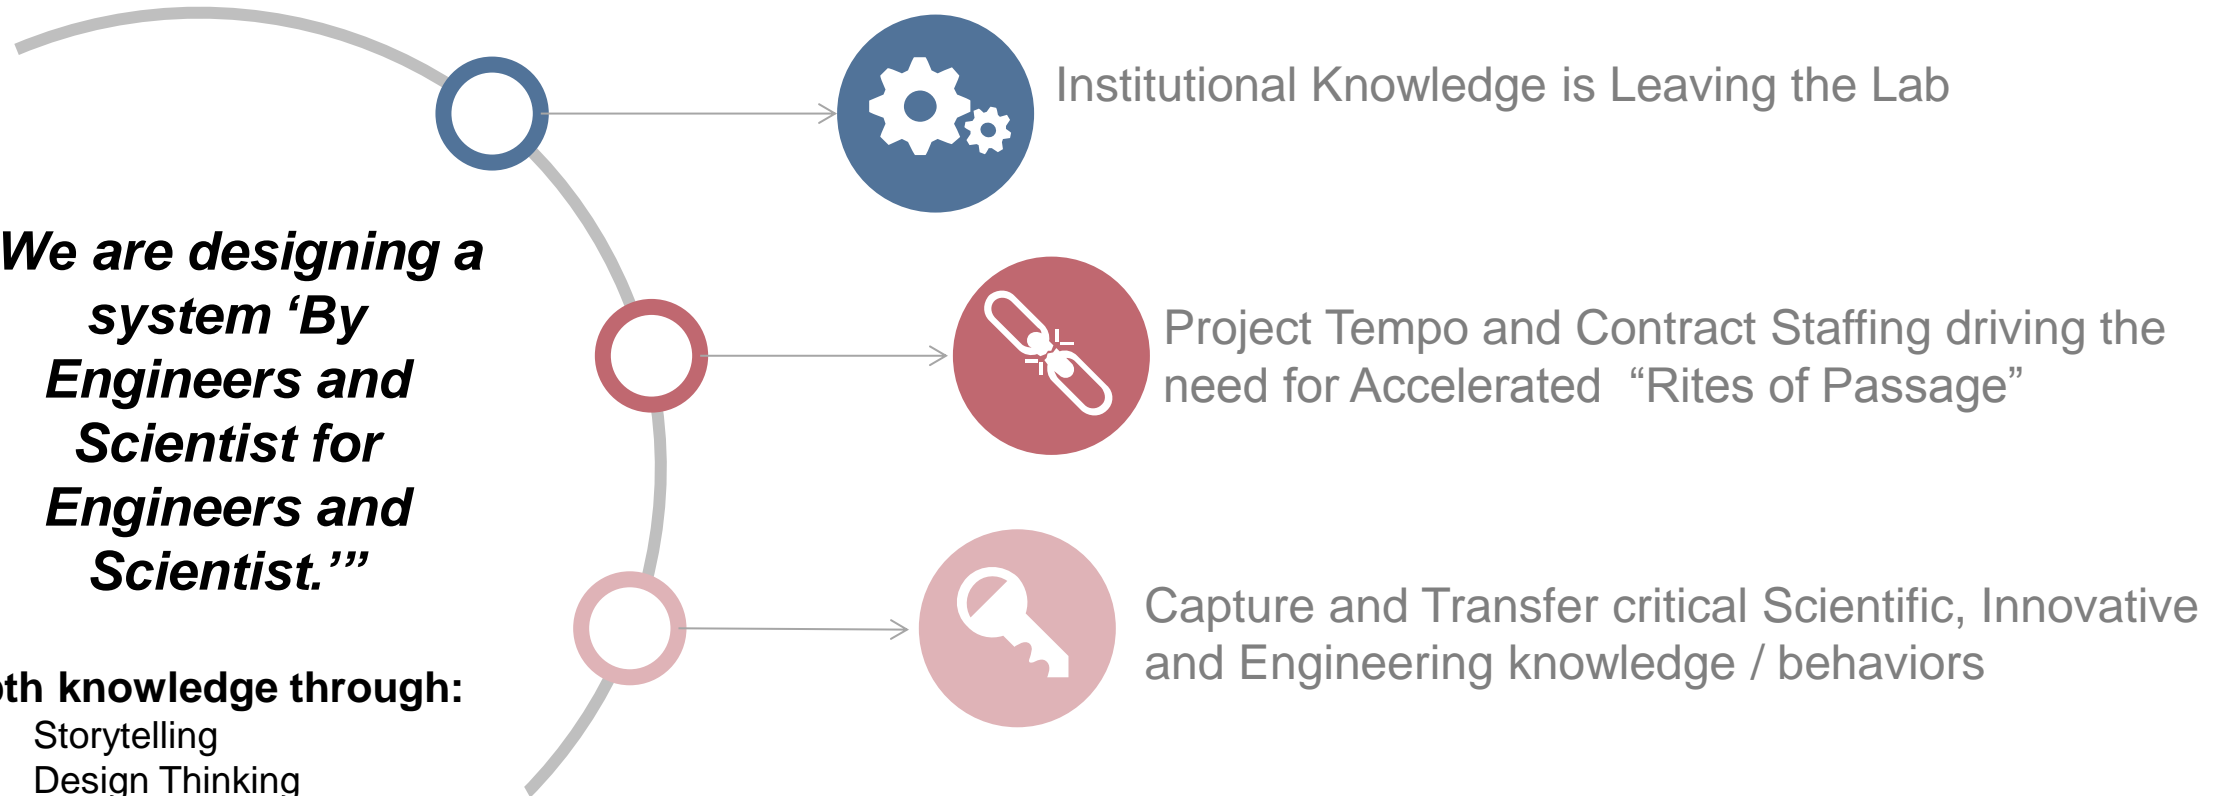 We are designing a
system ‘By
Engineers and
Scientist for
Engineers and
Scientist.’”
knowledge through:
Storytelling
Design Thinking
Institutional Knowledge is Leaving the Lab
Project Tempo and Contract Staffing driving the
need for Accelerated “Rites of Passage”
Capture and Transfer critical Scientific, Innovative
and Engineering knowledge / behaviors